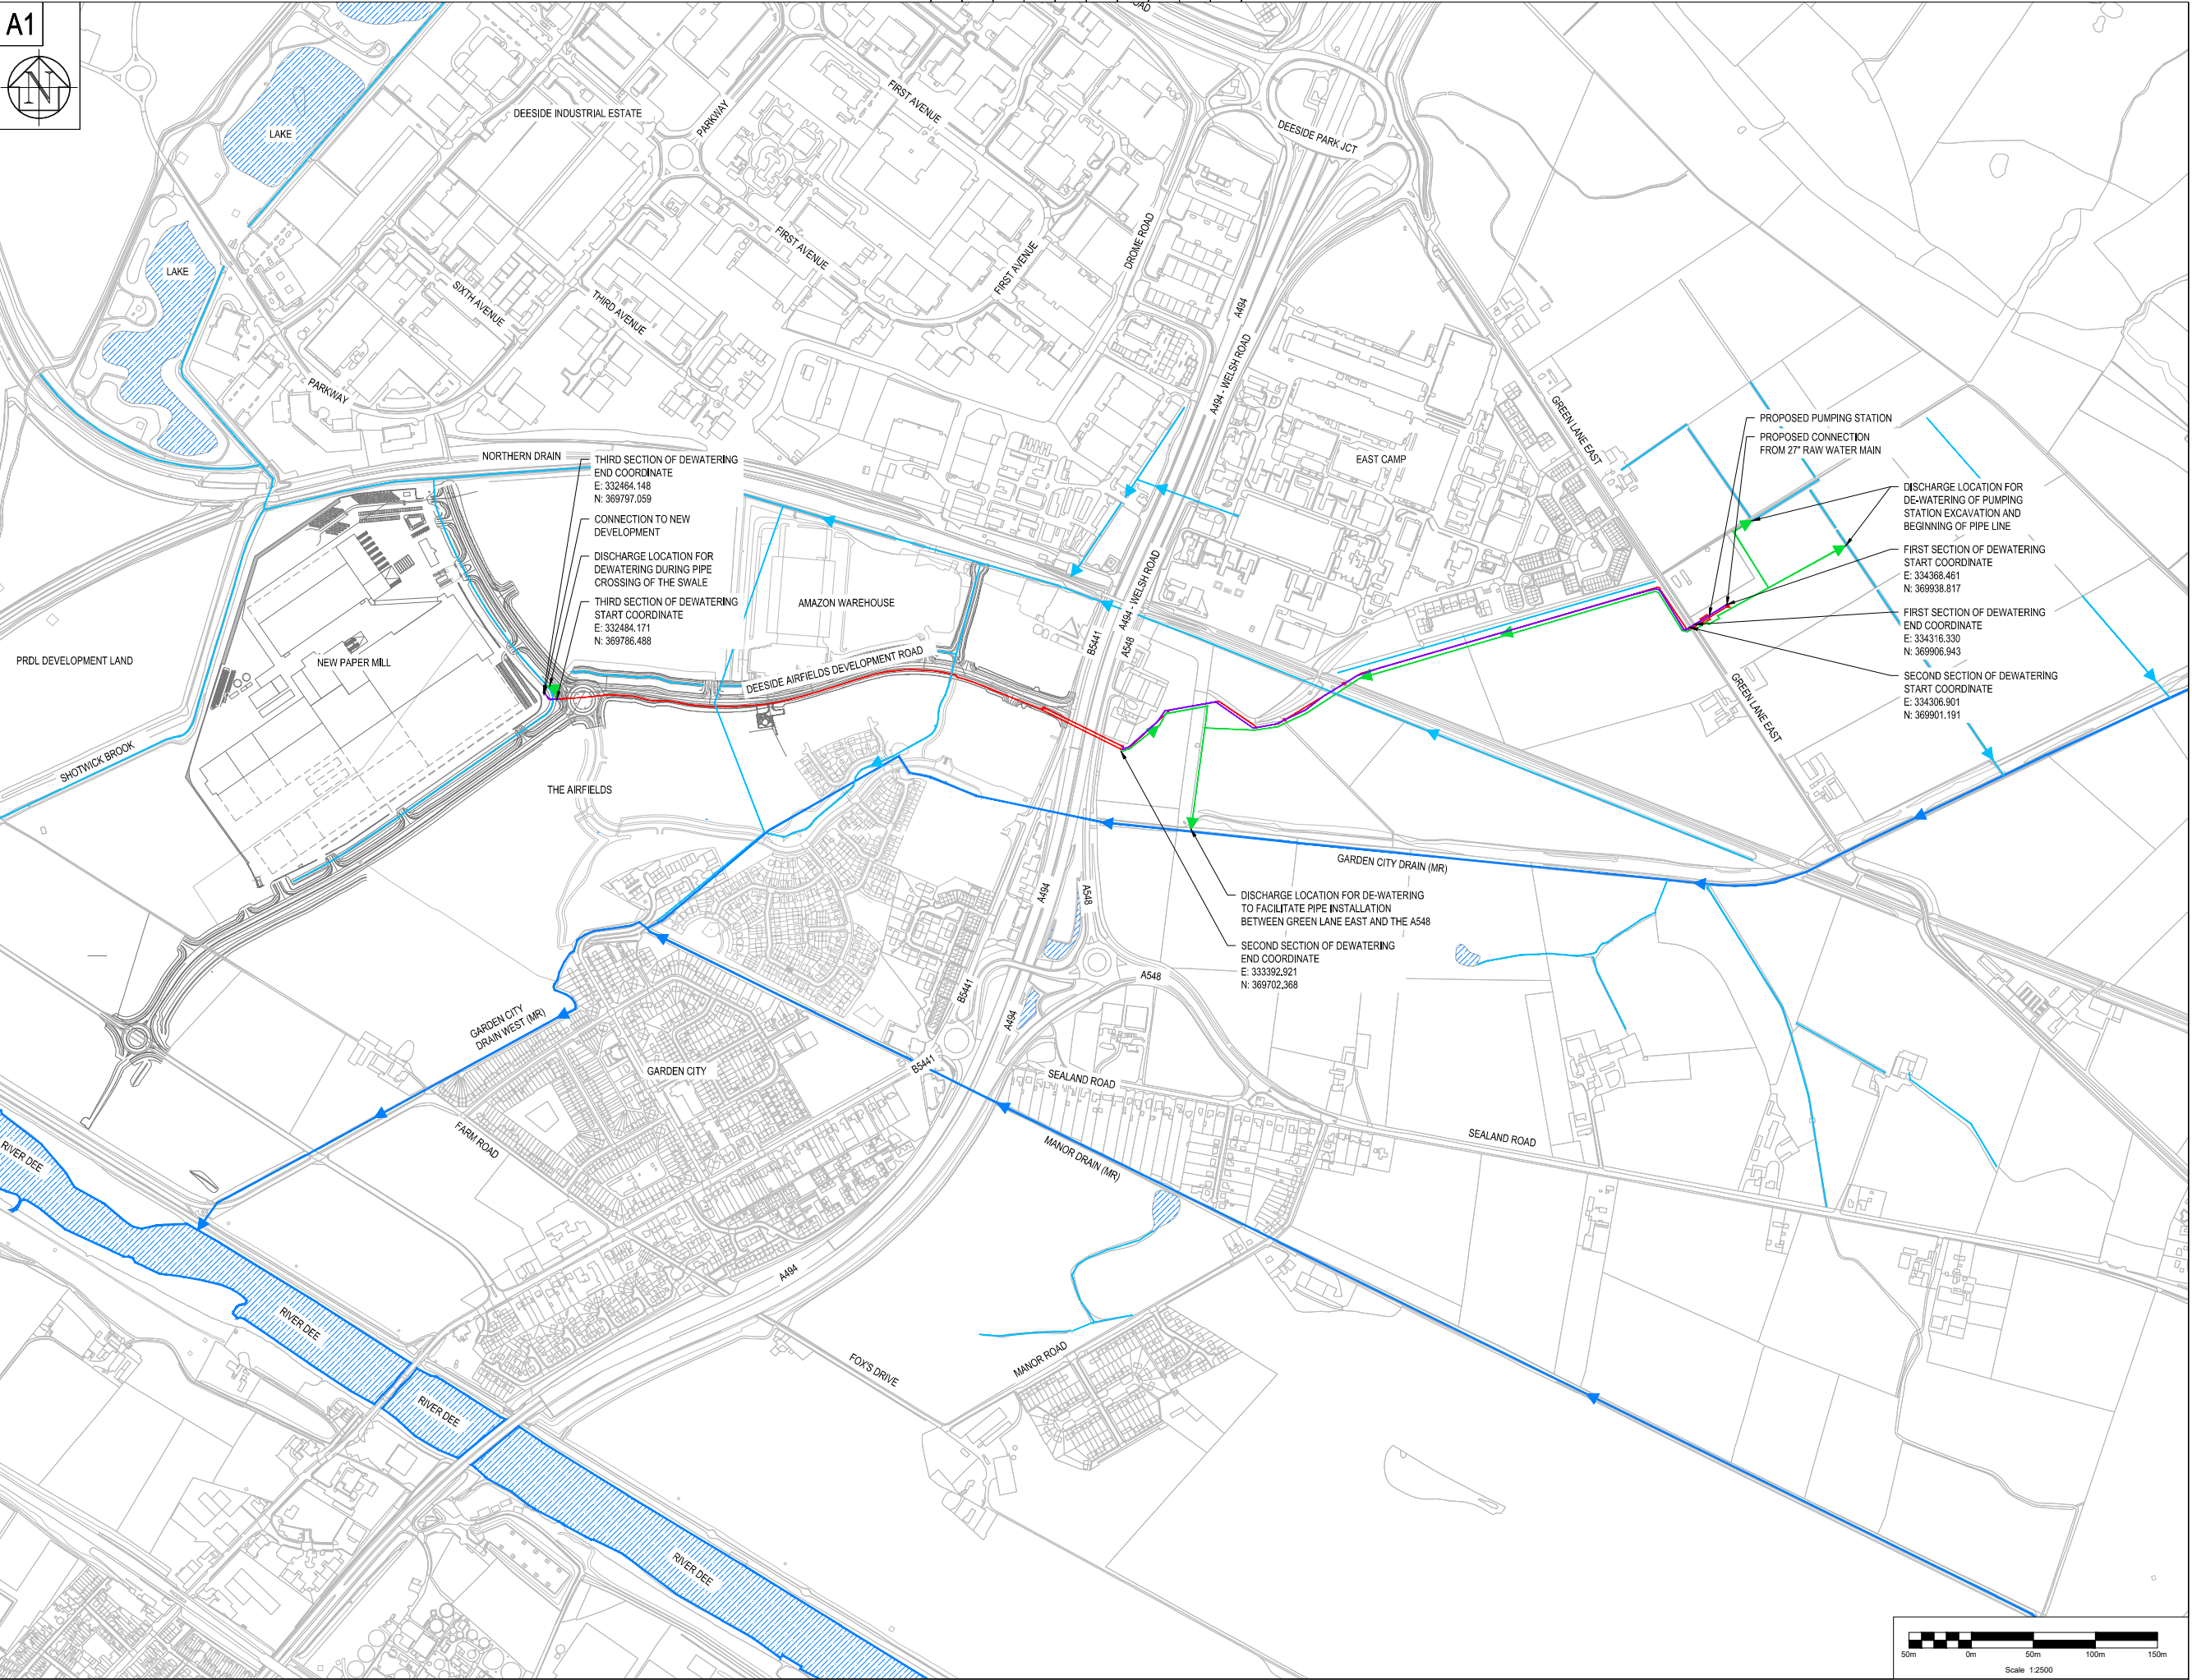 A1
N
ROAD
LAKE
DEESIDE INDUSTRIAL ESTATE
PARKWAY
FIRST AVENUE
DEESIDE PARK JCT
LAKE
SIXTH AVENUE
THIRD AVENUE
FIRST AVENUE
FIRST AVENUE
DROME ROAD
A494
A494 - WELSH ROAD
PARKWAY
GREEN LANE EAST
EAST CAMP
NORTHERN DRAIN
THIRD SECTION OF DEWATERING
END COORDINATE
E: 332464.148
N: 369797.059
CONNECTION TO NEW
DEVELOPMENT
DISCHARGE LOCATION FOR
DEWATERING DURING PIPE
CROSSING OF THE SWALE
THIRD SECTION OF DEWATERING
START COORDINATE
E: 332484.171
N: 369786.488
PROPOSED PUMPING STATION
PROPOSED CONNECTION
FROM 27" RAW WATER MAIN
DISCHARGE LOCATION FOR
DE-WATERING OF PUMPING
STATION EXCAVATION AND
BEGINNING OF PIPE LINE
FIRST SECTION OF DEWATERING
START COORDINATE
E: 334368.461
N: 369938.817
FIRST SECTION OF DEWATERING
END COORDINATE
E: 334316.330
N: 369906.943
SECOND SECTION OF DEWATERING
START COORDINATE
E: 334306.901
N: 369901.191
AMAZON WAREHOUSE
A494 - WELSH ROAD
B5441
A548
PRDL DEVELOPMENT LAND
NEW PAPER MILL
DEESIDE AIRFIELDS DEVELOPMENT ROAD
GREEN LANE EAST
SHOTWICK BROOK
THE AIRFIELDS
GARDEN CITY DRAIN (MR)
DISCHARGE LOCATION FOR DE-WATERING
TO FACILITATE PIPE INSTALLATION
BETWEEN GREEN LANE EAST AND THE A548
SECOND SECTION OF DEWATERING
END COORDINATE
E: 333392.921
N: 369702.368
A494
A548
A548
B5441
A494
GARDEN CITY
DRAIN WEST (MR)
GARDEN CITY
B5441
SEALAND ROAD
FARM ROAD
MANOR DRAIN (MR)
SEALAND ROAD
RIVER DEE
A494
RIVER DEE
FOX'S DRIVE
MANOR ROAD
RIVER DEE
RIVER DEE
50m 0m 50m 100m 150m
Scale 1:2500